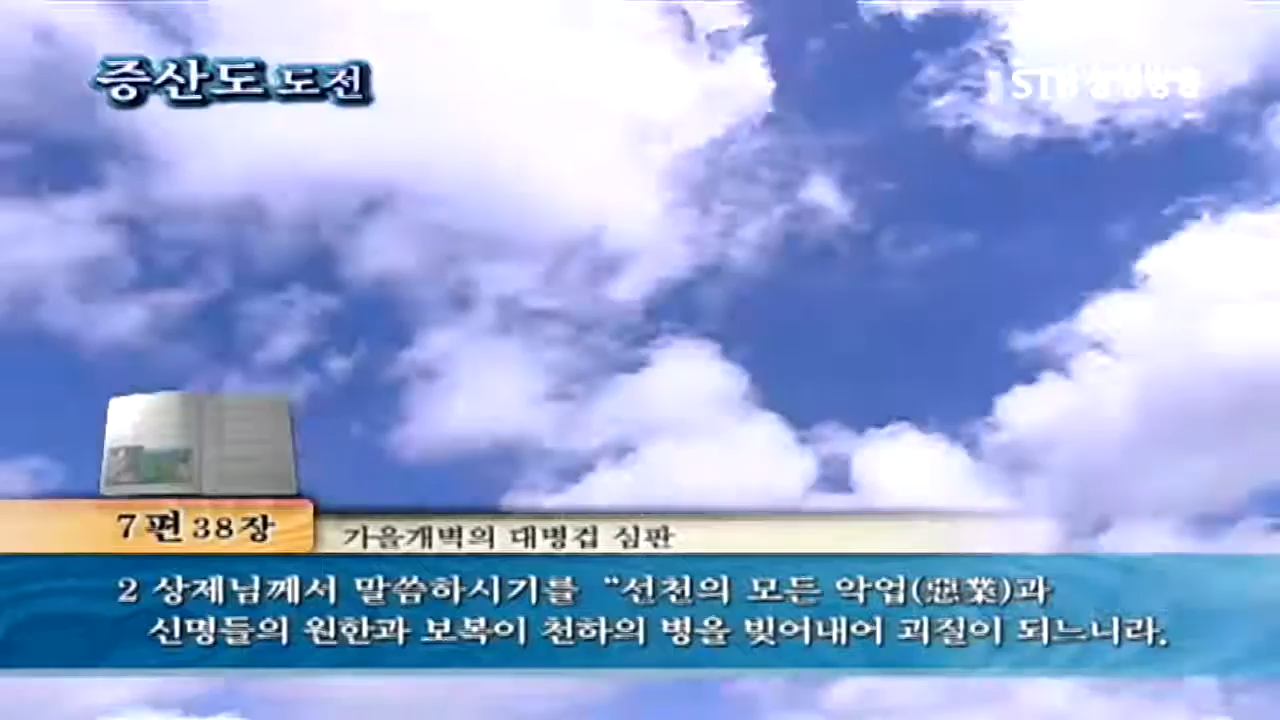 증산도 도전
STB 상생방송
7편 38장
가을개벽의 대병겁 심판
2 상제님께서 말씀하시기를 “선천의 모든 악업(惡業)과
신명들의 원한과 보복이 천하의 병을 빚어내어 괴질이 되느니라.